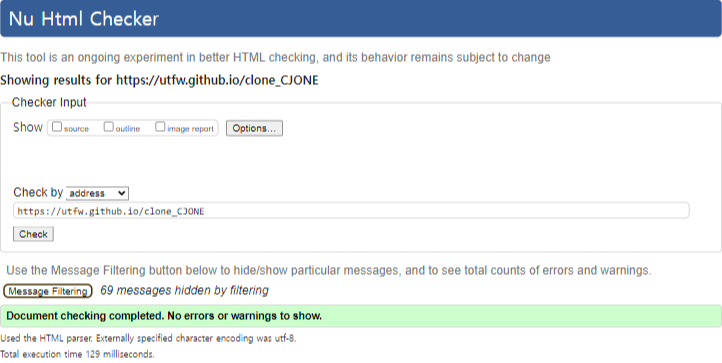 Nu Html Checker
This tool is an ongoing experiment in better HTML checking, and its behavior remains subject to change
Showing results for https://utfw.github.io/clone_CJONE
Checker Input
Show source outline image report Options...
Check by address
https://utfw.github.io/clone_CJONE
Check
Use the Message Filtering button below to hide/show particular messages, and to see total counts of errors and warnings.
Message Filtering 69 messages hidden by filtering
Document checking completed. No errors or warnings to show.
Used the HTML parser. Externally specified character encoding was utf-8.
Total execution time 129 milliseconds.